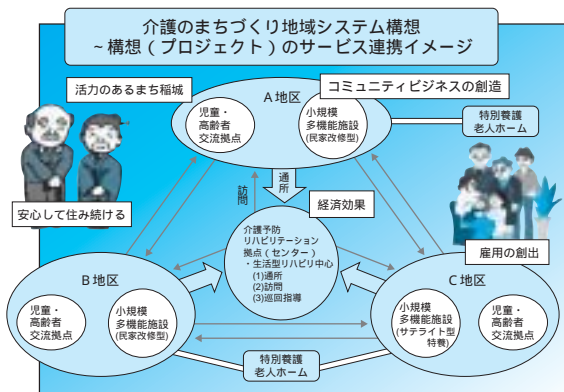 介護のまちづくり地域システム構想
~構想(プロジェクト)のサービス連携イメージ
活力のあるまち稲城
コミュニティビジネスの創造
A地区
児童・
高齢者
交流拠点
小規模
多機能施設
(民家改修型)
特別養護
老人ホーム
通所
訪問
経済効果
安心して住み続ける
介護予防
リハビリテーション
拠点(センター)
・生活型リハビリ中心
(1)通所
(2)訪問
(3)巡回指導
雇用の創出
B地区
児童・
高齢者
交流拠点
小規模
多機能施設
(民家改修型)
C地区
小規模
多機能施設
(サテライト型
特養)
児童・
高齢者
交流拠点
特別養護
老人ホーム